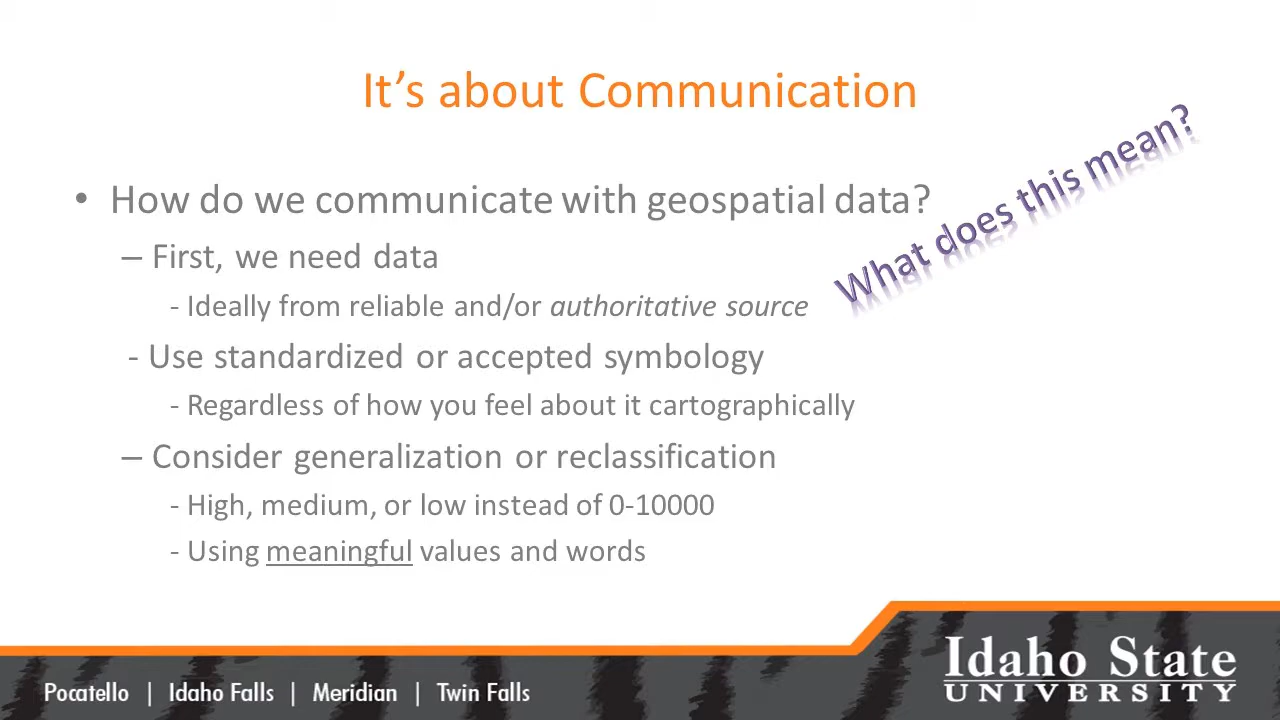 It's about Communication
What does this mean?
• How do we communicate with geospatial data?
– First, we need data
- Ideally from reliable and/or authoritative source
- Use standardized or accepted symbology
- Regardless of how you feel about it cartographically
– Consider generalization or reclassification
- High, medium, or low instead of 0-10000
- Using meaningful values and words
Idaho State
UNIVERSITY
Pocatello | Idaho Falls | Meridian | Twin Falls